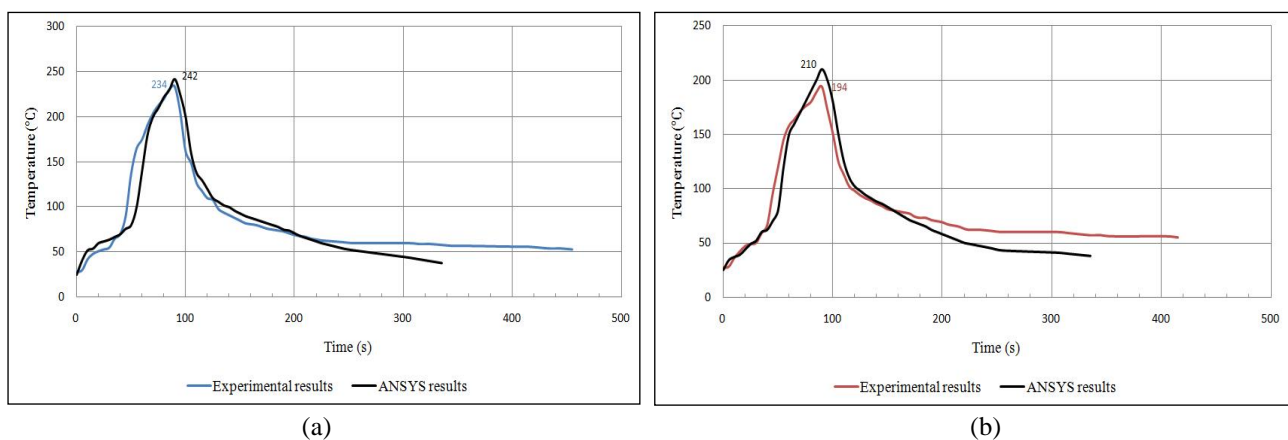 300
250
200
150
100
50
0
Temperature (°C)
234
242
0 100 200 300 400 500
Time (s)
Experimental results ANSYS results
(a)
250
200
150
100
50
0
Temperature (°C)
210
194
0 100 200 300 400 500
Time (s)
Experimental results ANSYS results
(b)